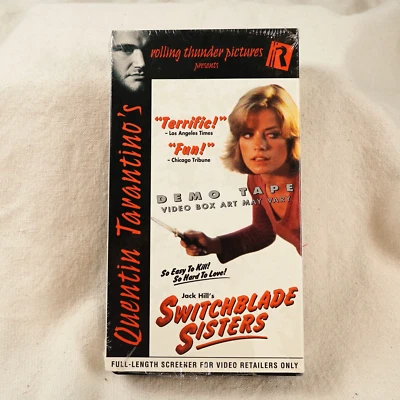 rolling thunder pictures
presents
R
Quentin Tarantino's
"Terrific!"
- Los Angeles Times
"Fun!"
- Chicago Tribune
DEMO TAPE
VIDEO BOX ART MAY VARY
So Easy To Kill!
So Hard To Love!
Jack Hill's
SWITCHBLADE
SISTERS
FULL-LENGTH SCREENER FOR VIDEO RETAILERS ONLY